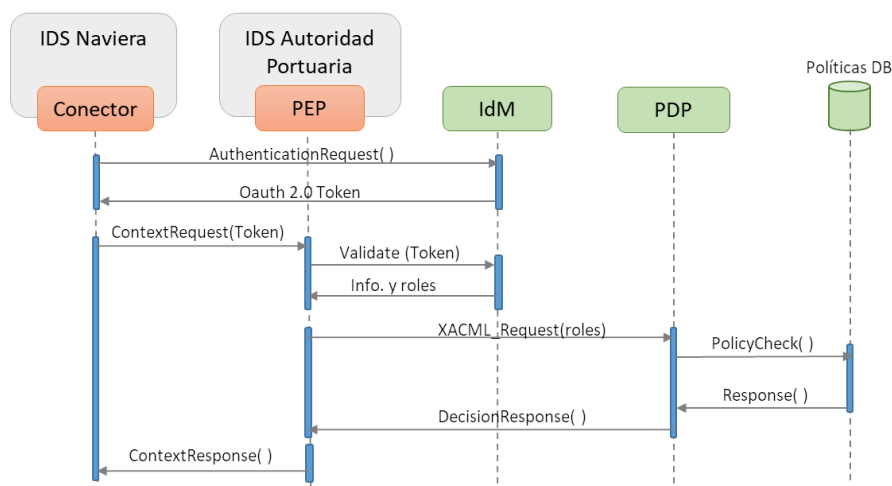 IDS Naviera
IDS Autoridad
Portuaria
Políticas DB
Conector
PEP
IdM
PDP
AuthenticationRequest( )
Oauth 2.0 Token
ContextRequest(Token)
Validate (Token)
Info. y roles
XACML_Request(roles)
PolicyCheck( )
Response( )
DecisionResponse( )
ContextResponse( )